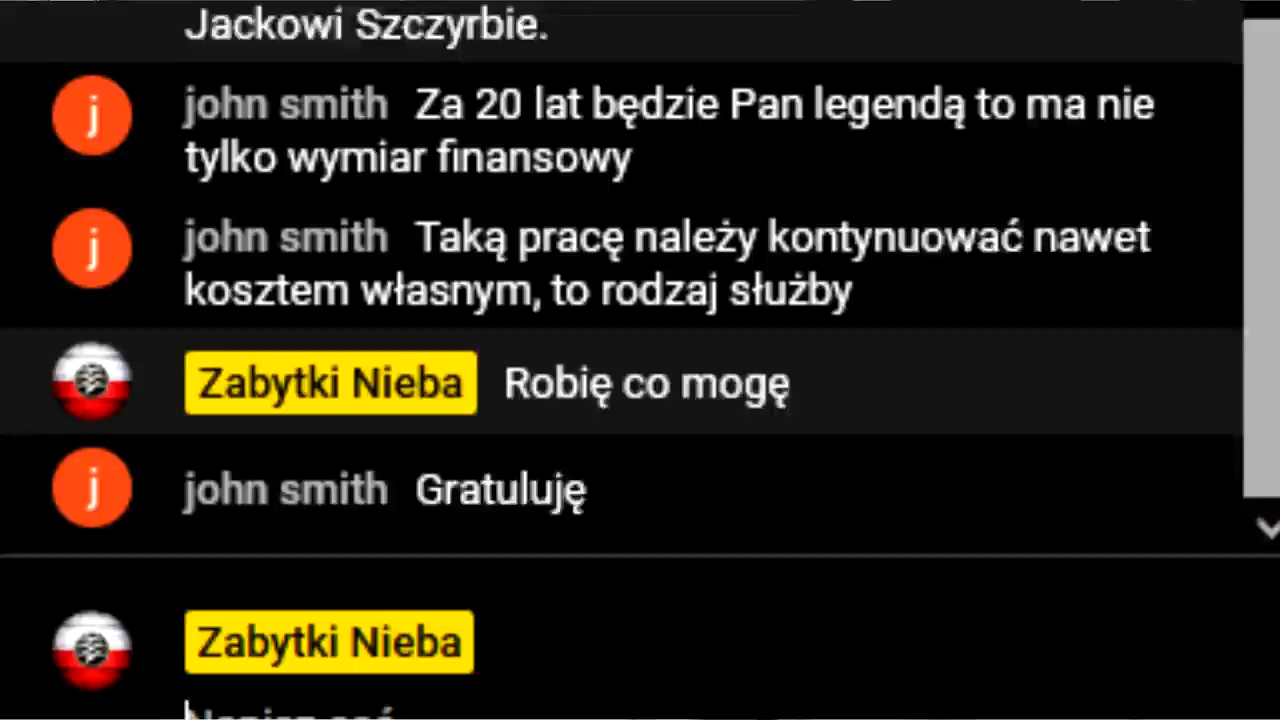 Jackowi Szczyrbie.
j
john smith Za 20 lat będzie Pan legendą to ma nie
tylko wymiar finansowy
j
john smith Taką pracę należy kontynuować nawet
kosztem własnym, to rodzaj służby
Zabytki Nieba Robię co mogę
j
john smith Gratuluję
Zabytki Nieba